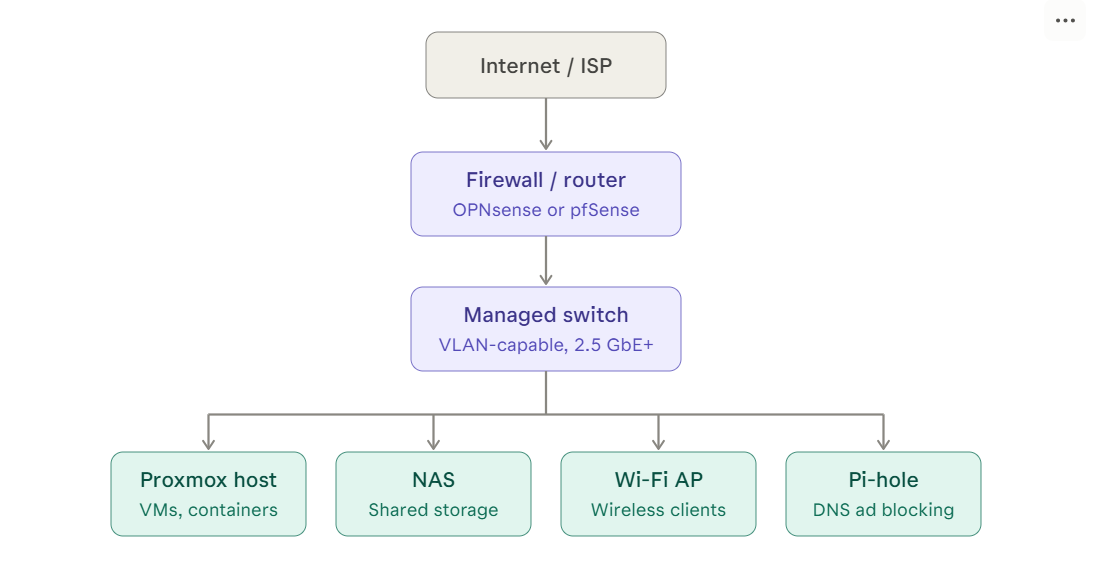 Internet / ISP
Firewall / router
OPNsense or pfSense
Managed switch
VLAN-capable, 2.5 GbE+
Proxmox host
VMs, containers
NAS
Shared storage
Wi-Fi AP
Wireless clients
Pi-hole
DNS ad blocking